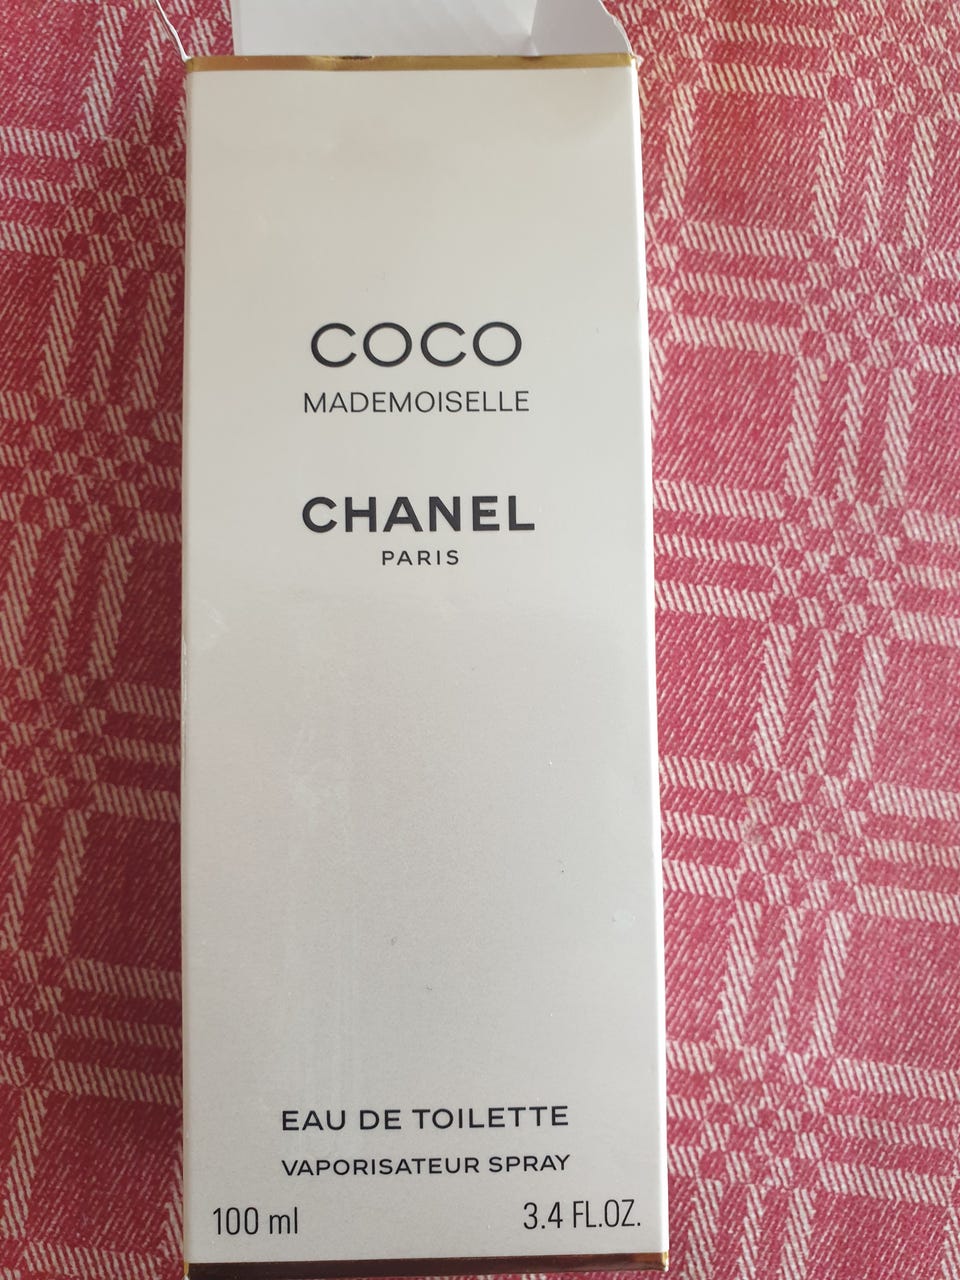 COCO
MADEMOISELLE
CHANEL
PARIS
EAU DE TOILETTE
VAPORISATEUR SPRAY
100 ml 3.4 FL.OZ.